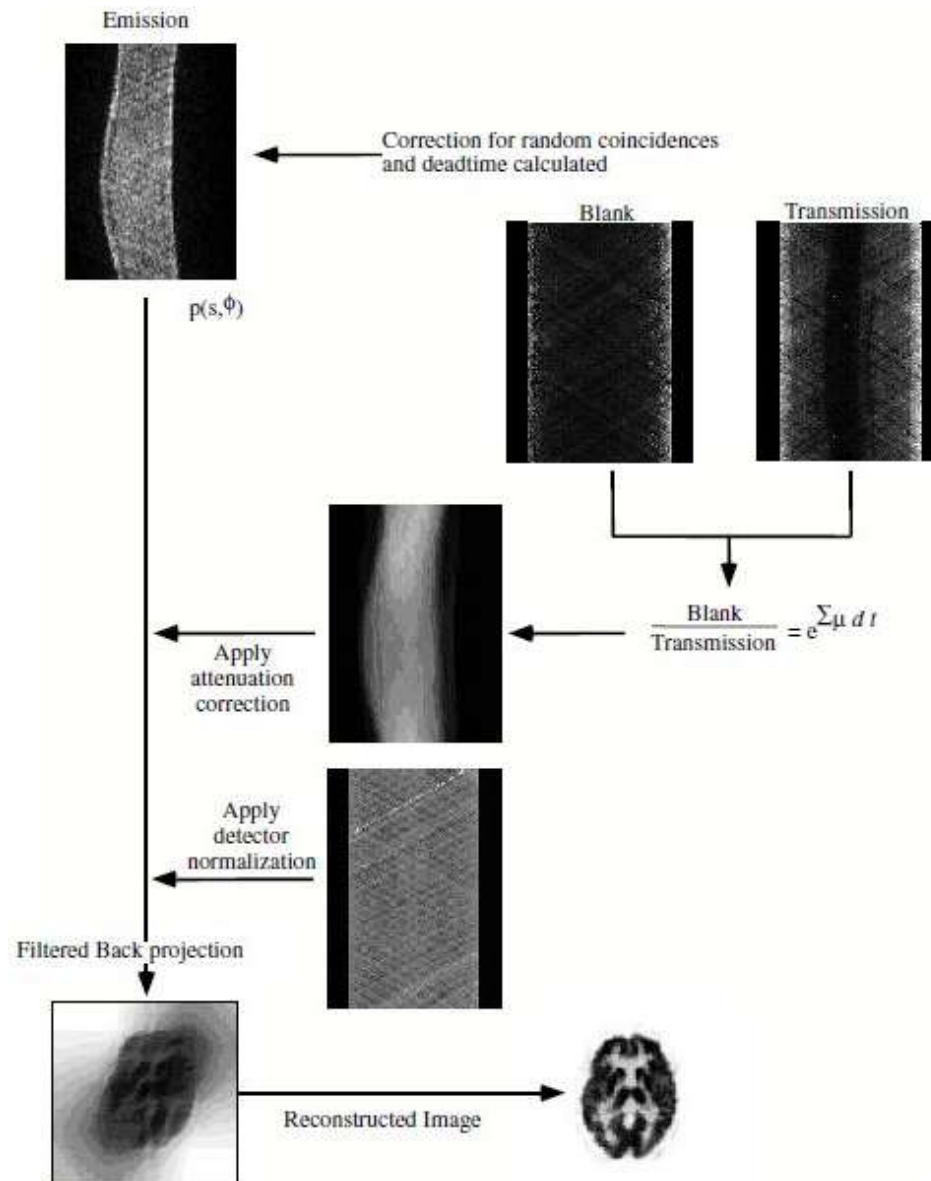 Emission
Correction for random coincidences
and deadtime calculated
Blank
Transmission
p(s,ϕ)
Blank
Transmission
= e^Σμ dt
Apply
attenuation
correction
Apply
detector
normalization
Filtered Back projection
Reconstructed Image